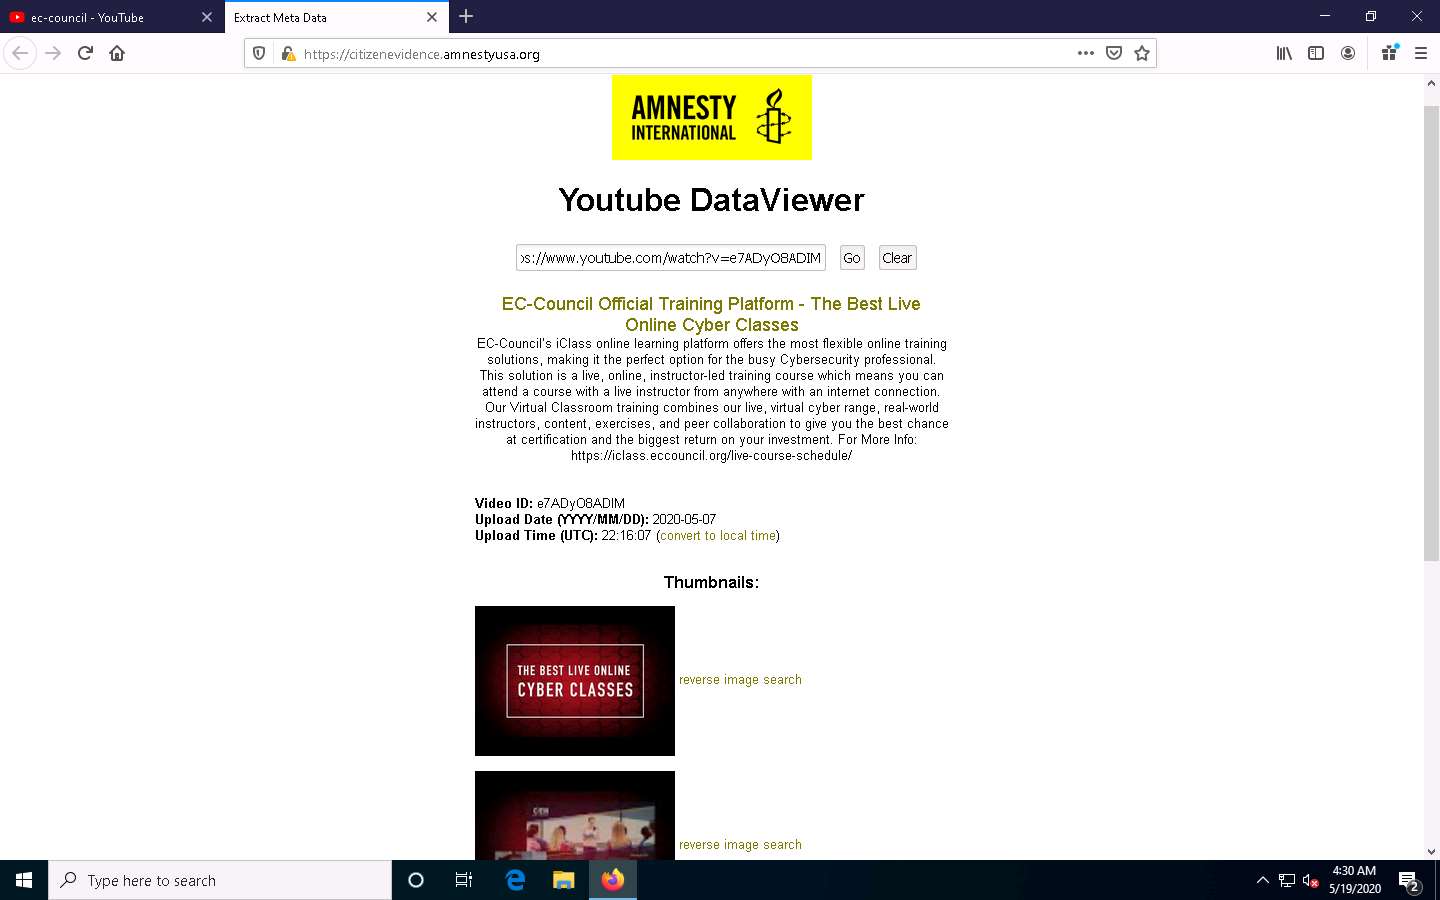 ec-council - YouTube
Extract Meta Data
https://citizenevidence.amnestyusa.org
AMNESTY
INTERNATIONAL
Youtube DataViewer
os://www.youtube.com/watch?v=e7ADyO8ADIM
Go
Clear
EC-Council Official Training Platform - The Best Live
Online Cyber Classes
EC-Council's iClass online learning platform offers the most flexible online training
solutions, making it the perfect option for the busy Cybersecurity professional.
This solution is a live, online, instructor-led training course which means you can
attend a course with a live instructor from anywhere with an internet connection.
Our Virtual Classroom training combines our live, virtual cyber range, real-world
instructors, content, exercises, and peer collaboration to give you the best chance
at certification and the biggest return on your investment. For More Info:
https://iclass.eccouncil.org/live-course-schedule/
Video ID: e7ADyO8ADIM
Upload Date (YYYY/MM/DD): 2020-05-07
Upload Time (UTC): 22:16:07 (convert to local time)
Thumbnails:
THE BEST LIVE ONLINE
CYBER CLASSES
reverse image search
reverse image search
Type here to search
4:30 AM
5/19/2020
2